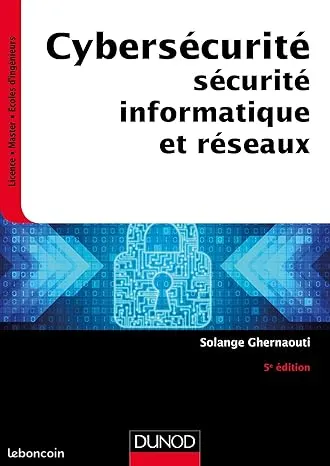 Licence • Master • Écoles d'ingénieurs
Cybersécurité
sécurité
informatique
et réseaux
Solange Ghernaouti
5e édition
leboncoin
DUNOD